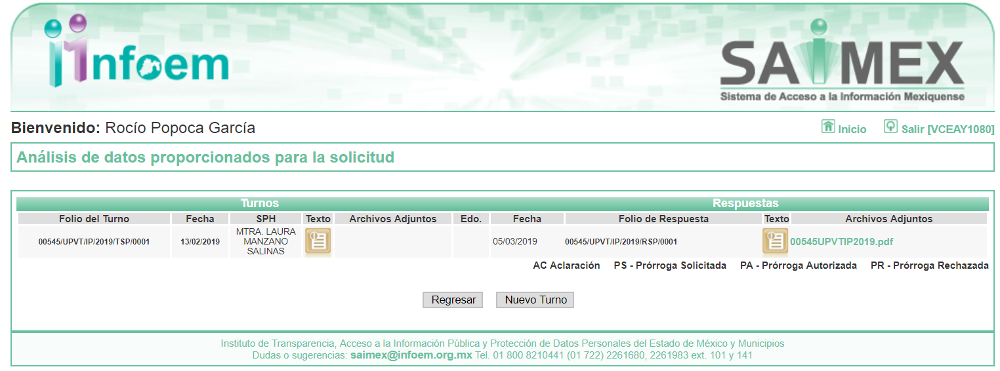 infoem
SAIMEX
Sistema de Acceso a la Información Mexiquense
Bienvenido: Rocío Popoca García
Inicio Salir [VCEAY1080]
Análisis de datos proporcionados para la solicitud
Turnos Respuestas
Folio del Turno Fecha SPH Texto Archivos Adjuntos Edo. Fecha Folio de Respuesta Texto Archivos Adjuntos
00545/UPVT/IP/2019/TSP/0001 13/02/2019 MTRA. LAURA
MANZANO
SALINAS
05/03/2019 00545/UPVT/IP/2019/RSP/0001 00545UPVTIP2019.pdf
AC Aclaración PS - Prórroga Solicitada PA - Prórroga Autorizada PR - Prórroga Rechazada
Regresar Nuevo Turno
Instituto de Transparencia, Acceso a la Información Pública y Protección de Datos Personales del Estado de México y Municipios
Dudas o sugerencias: saimex@infoem.org.mx Tel. 01 800 8210441 (01 722) 2261680, 2261983 ext. 101 y 141